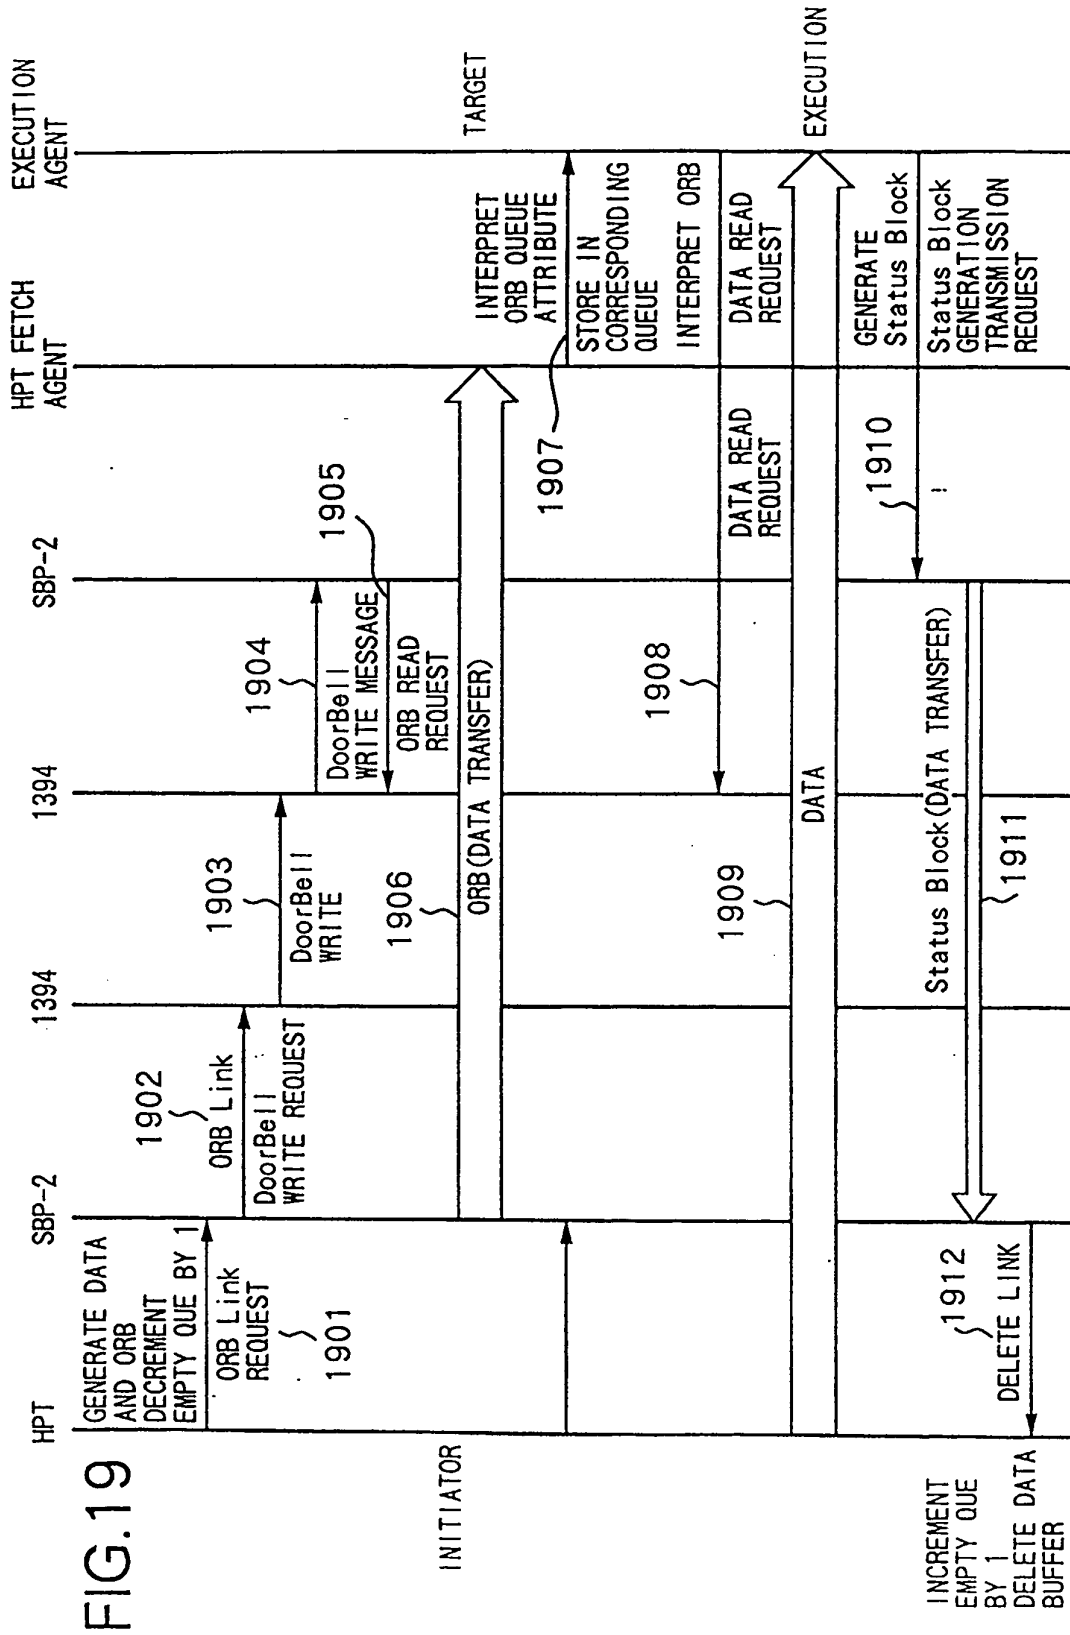 FIG.19
HPT
SBP-2
1394
1394
SBP-2
HPT FETCH
AGENT
EXECUTION
AGENT
INITIATOR
TARGET
GENERATE DATA
AND ORB
DECREMENT
EMPTY QUE BY 1
ORB Link
REQUEST
1901
1902
ORB Link
DoorBell
WRITE REQUEST
1903
DoorBell
WRITE
1904
DoorBell
WRITE MESSAGE
1905
ORB READ
REQUEST
1906
ORB(DATA TRANSFER)
INTERPRET
ORB QUEUE
ATTRIBUTE
1907
STORE IN
CORRESPONDING
QUEUE
INTERPRET ORB
1908
DATA READ
REQUEST
DATA READ
REQUEST
1909
DATA
EXECUTION
GENERATE
Status Block
1910
Status Block
GENERATION
TRANSMISSION
REQUEST
Status Block(DATA TRANSFER)
1911
1912
DELETE LINK
INCREMENT
EMPTY QUE
BY 1
DELETE DATA
BUFFER